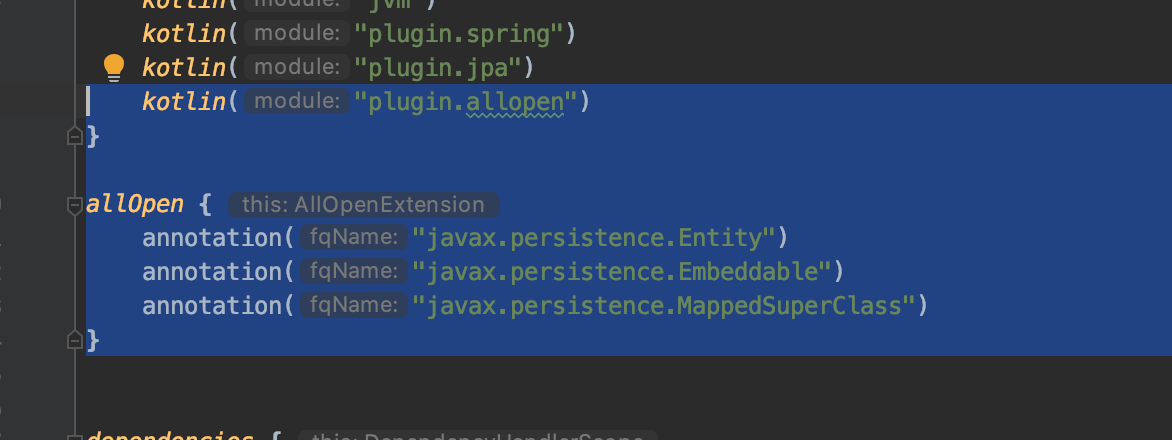 kotlin( module: "jvm")
kotlin( module: "plugin.spring")
kotlin( module: "plugin.jpa")
kotlin( module: "plugin.allopen")
}
allOpen { this: AllOpenExtension
annotation( fqName: "javax.persistence.Entity")
annotation( fqName: "javax.persistence.Embeddable")
annotation( fqName: "javax.persistence.MappedSuperClass")
}
dependencies { this: DependencyHandlerScope